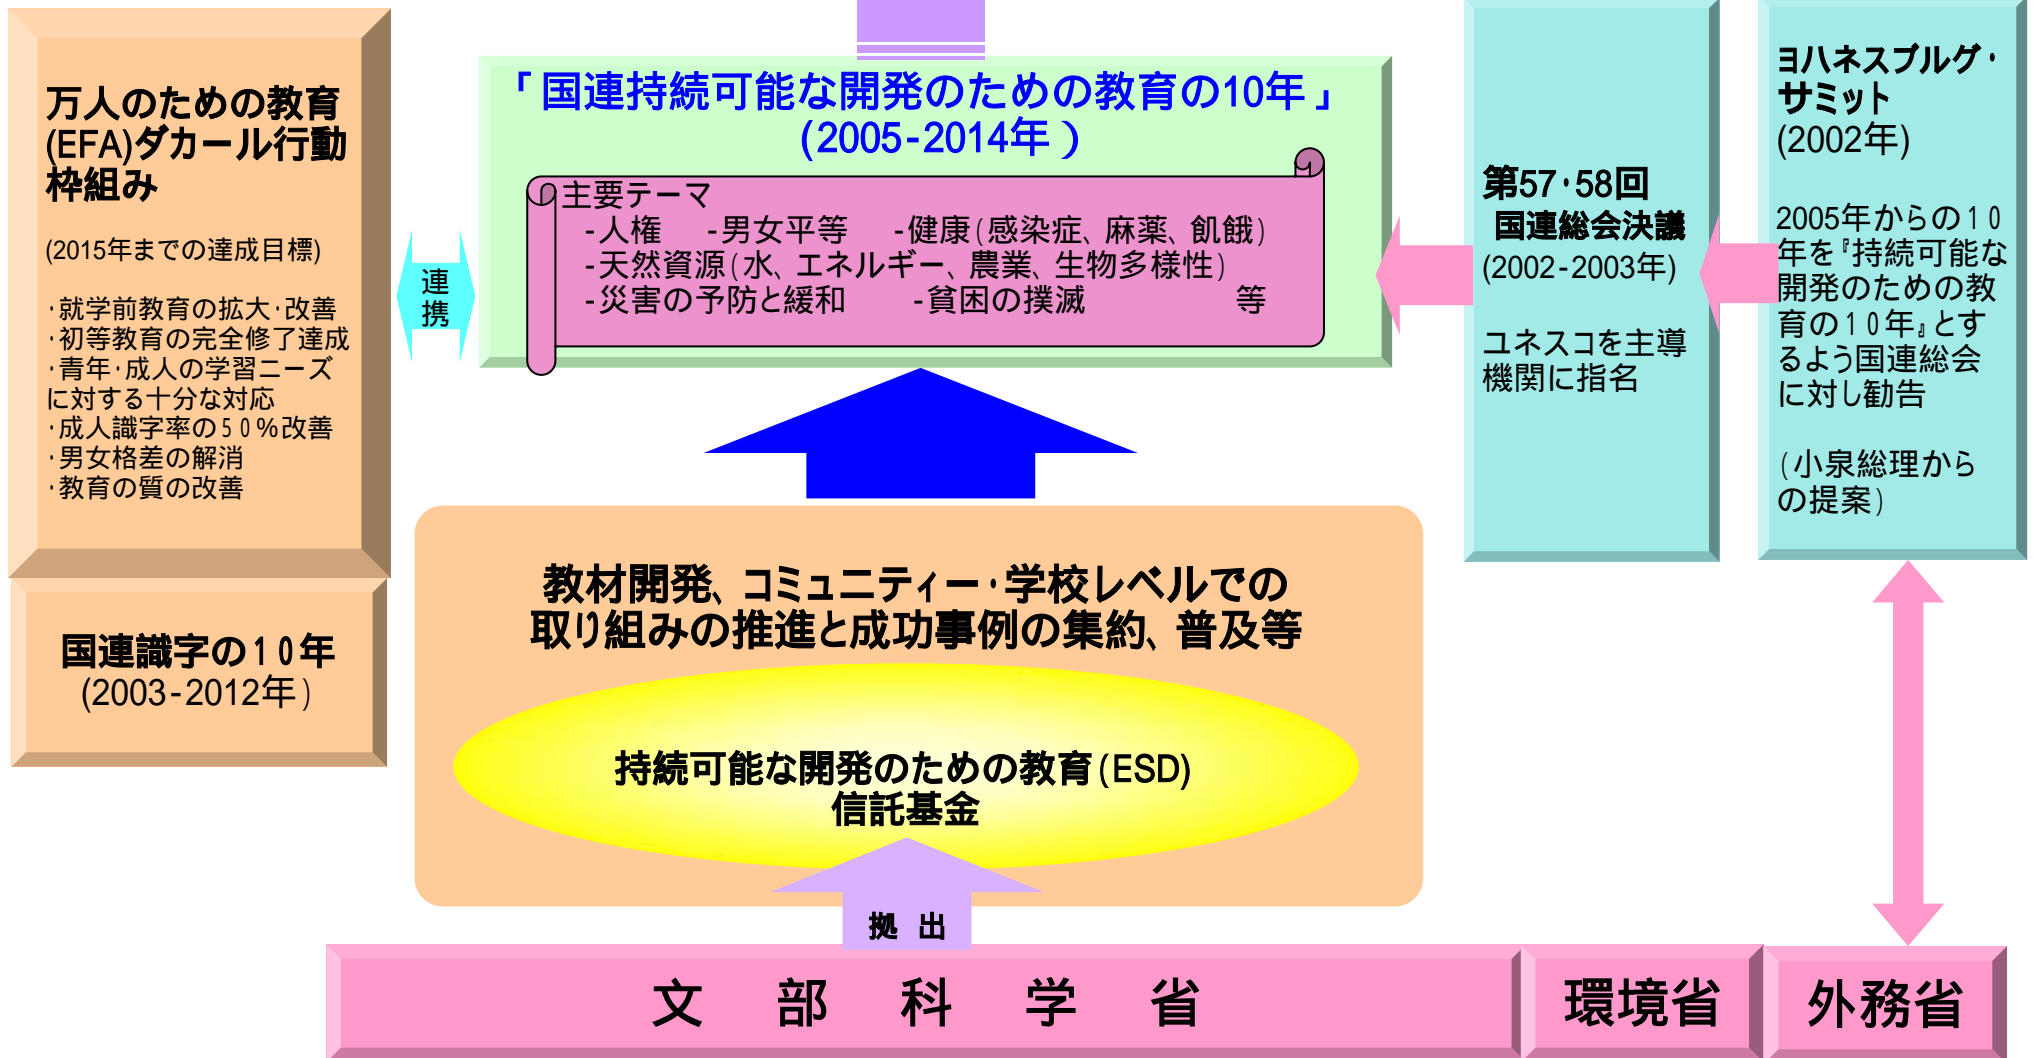 万人のための教育
(EFA)ダカール行動
枠組み
(2015年までの達成目標)
・就学前教育の拡大・改善
・初等教育の完全修了達成
・青年・成人の学習ニーズ
に対する十分な対応
・成人識字率の50%改善
・男女格差の解消
・教育の質の改善
国連識字の10年
(2003-2012年)
連
携
「国連持続可能な開発のための教育の10年」
(2005-2014年)
主要テーマ
-人権 -男女平等 -健康(感染症、麻薬、飢餓)
-天然資源(水、エネルギー、農業、生物多様性)
-災害の予防と緩和 -貧困の撲滅 等
第57・58回
国連総会決議
(2002-2003年)
ユネスコを主導
機関に指名
ヨハネスブルグ・
サミット
(2002年)
2005年からの10
年を『持続可能な
開発のための教
育の10年』とす
るよう国連総会
に対し勧告
(小泉総理から
の提案)
教材開発、コミュニティー・学校レベルでの
取り組みの推進と成功事例の集約、普及等
持続可能な開発のための教育(ESD)
信託基金
拠 出
文 部 科 学 省
環境省
外務省